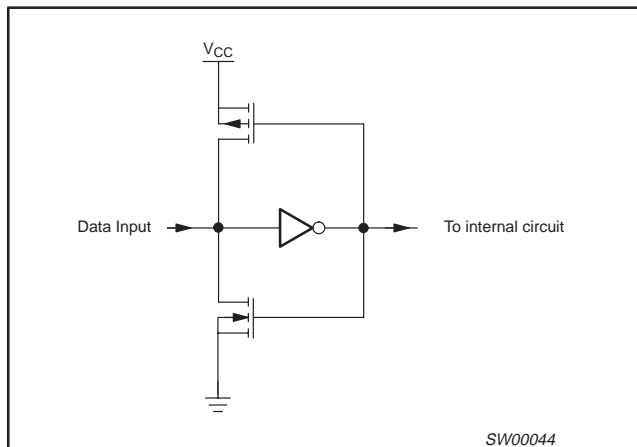 VCC
Data Input
To internal circuit
SW00044